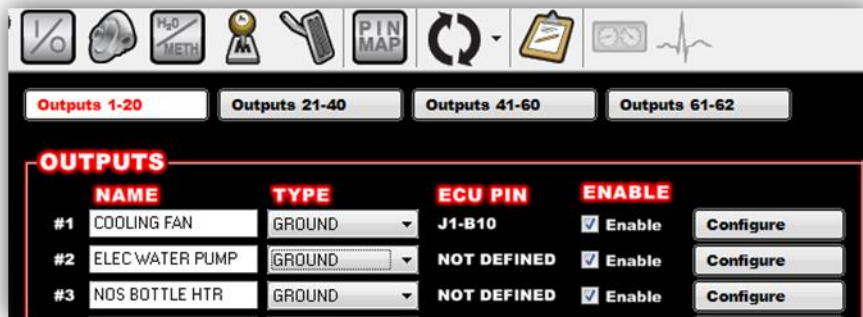 I/O H₂O METH PIN MAP
Outputs 1-20 Outputs 21-40 Outputs 41-60 Outputs 61-62
OUTPUTS
NAME TYPE ECU PIN ENABLE
#1 COOLING FAN GROUND J1-B10 Enable Configure
#2 ELEC WATER PUMP GROUND NOT DEFINED Enable Configure
#3 NOS BOTTLE HTR GROUND NOT DEFINED Enable Configure